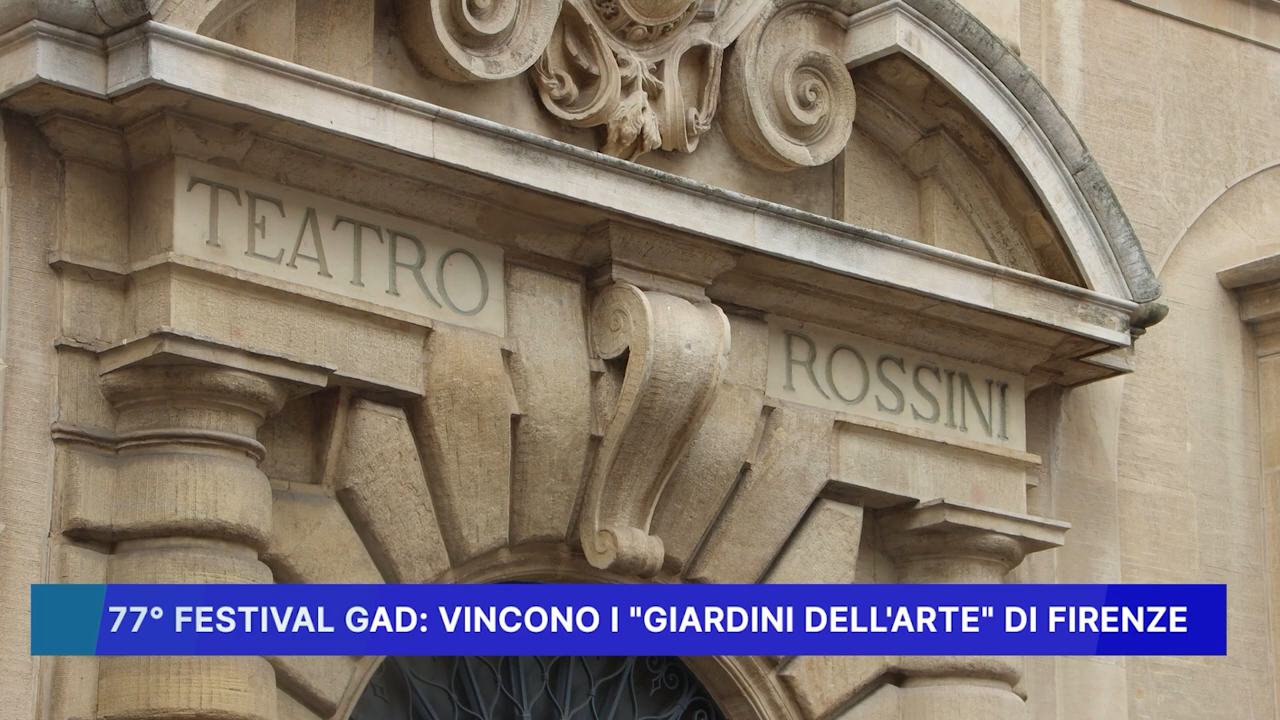 TEATRO
ROSSINI
77° FESTIVAL GAD: VINCONO I "GIARDINI DELL'ARTE" DI FIRENZE